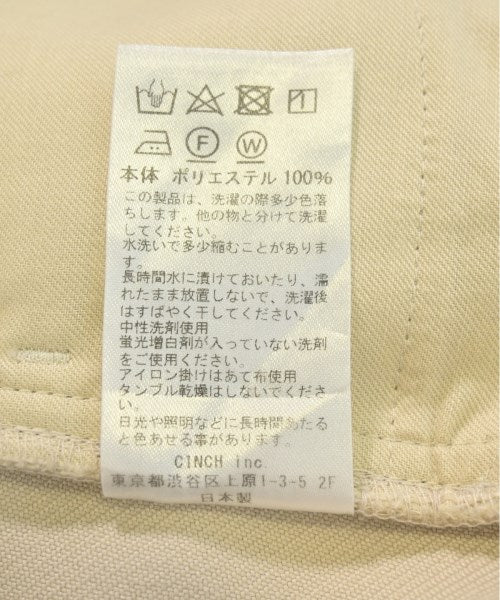 F W
本体 ポリエステル 100%
この製品は、洗濯の際多少色落
ちします。他の物と分けて洗濯
してください。
水洗いで多少縮むことがありま
す。
長時間水に漬けておいたり、濡
れたまま放置しないで、洗濯後
はすばやく干してください。
中性洗剤使用
蛍光増白剤が入っていない洗剤
をご使用ください。
アイロン掛けはあて布使用
タンブル乾燥はしないでくださ
い。
日光や照明などに長時間あたる
と色あせる事があります。
CINCH inc.
東京都渋谷区上原1-3-5 2F
日本製